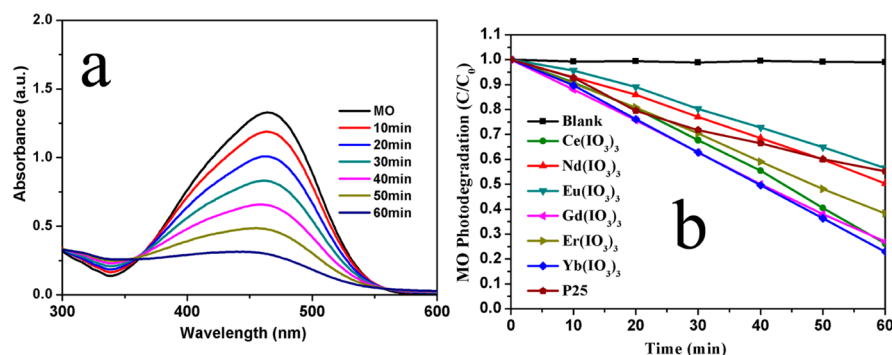 a
Absorbance (a.u.)
2.0
1.5
1.0
0.5
0.0
300
400
500
600
Wavelength (nm)
MO
10min
20min
30min
40min
50min
60min
b
MO Photodegradation (C/C₀)
1.1
1.0
0.9
0.8
0.7
0.6
0.5
0.4
0.3
0.2
0.1
0.0
0
10
20
30
40
50
60
Time (min)
Blank
Ce(IO₃)₃
Nd(IO₃)₃
Eu(IO₃)₃
Gd(IO₃)₃
Er(IO₃)₃
Yb(IO₃)₃
P25